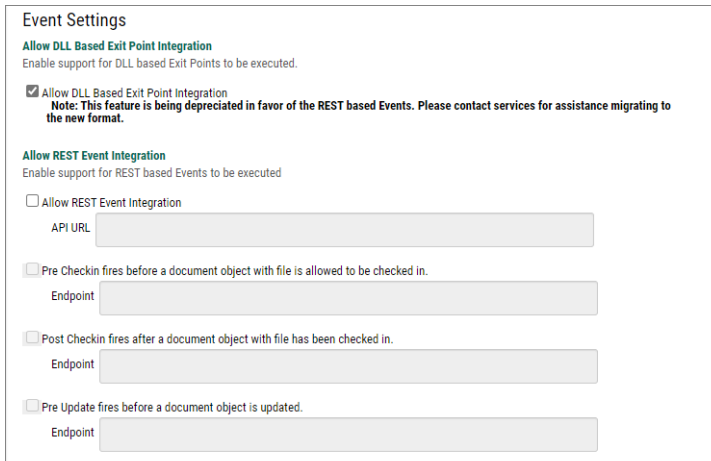 Event Settings
Allow DLL Based Exit Point Integration
Enable support for DLL based Exit Points to be executed.
Allow DLL Based Exit Point Integration
Note: This feature is being depreciated in favor of the REST based Events. Please contact services for assistance migrating to
the new format.
Allow REST Event Integration
Enable support for REST based Events to be executed
Allow REST Event Integration
API URL
Pre Checkin fires before a document object with file is allowed to be checked in.
Endpoint
Post Checkin fires after a document object with file has been checked in.
Endpoint
Pre Update fires before a document object is updated.
Endpoint